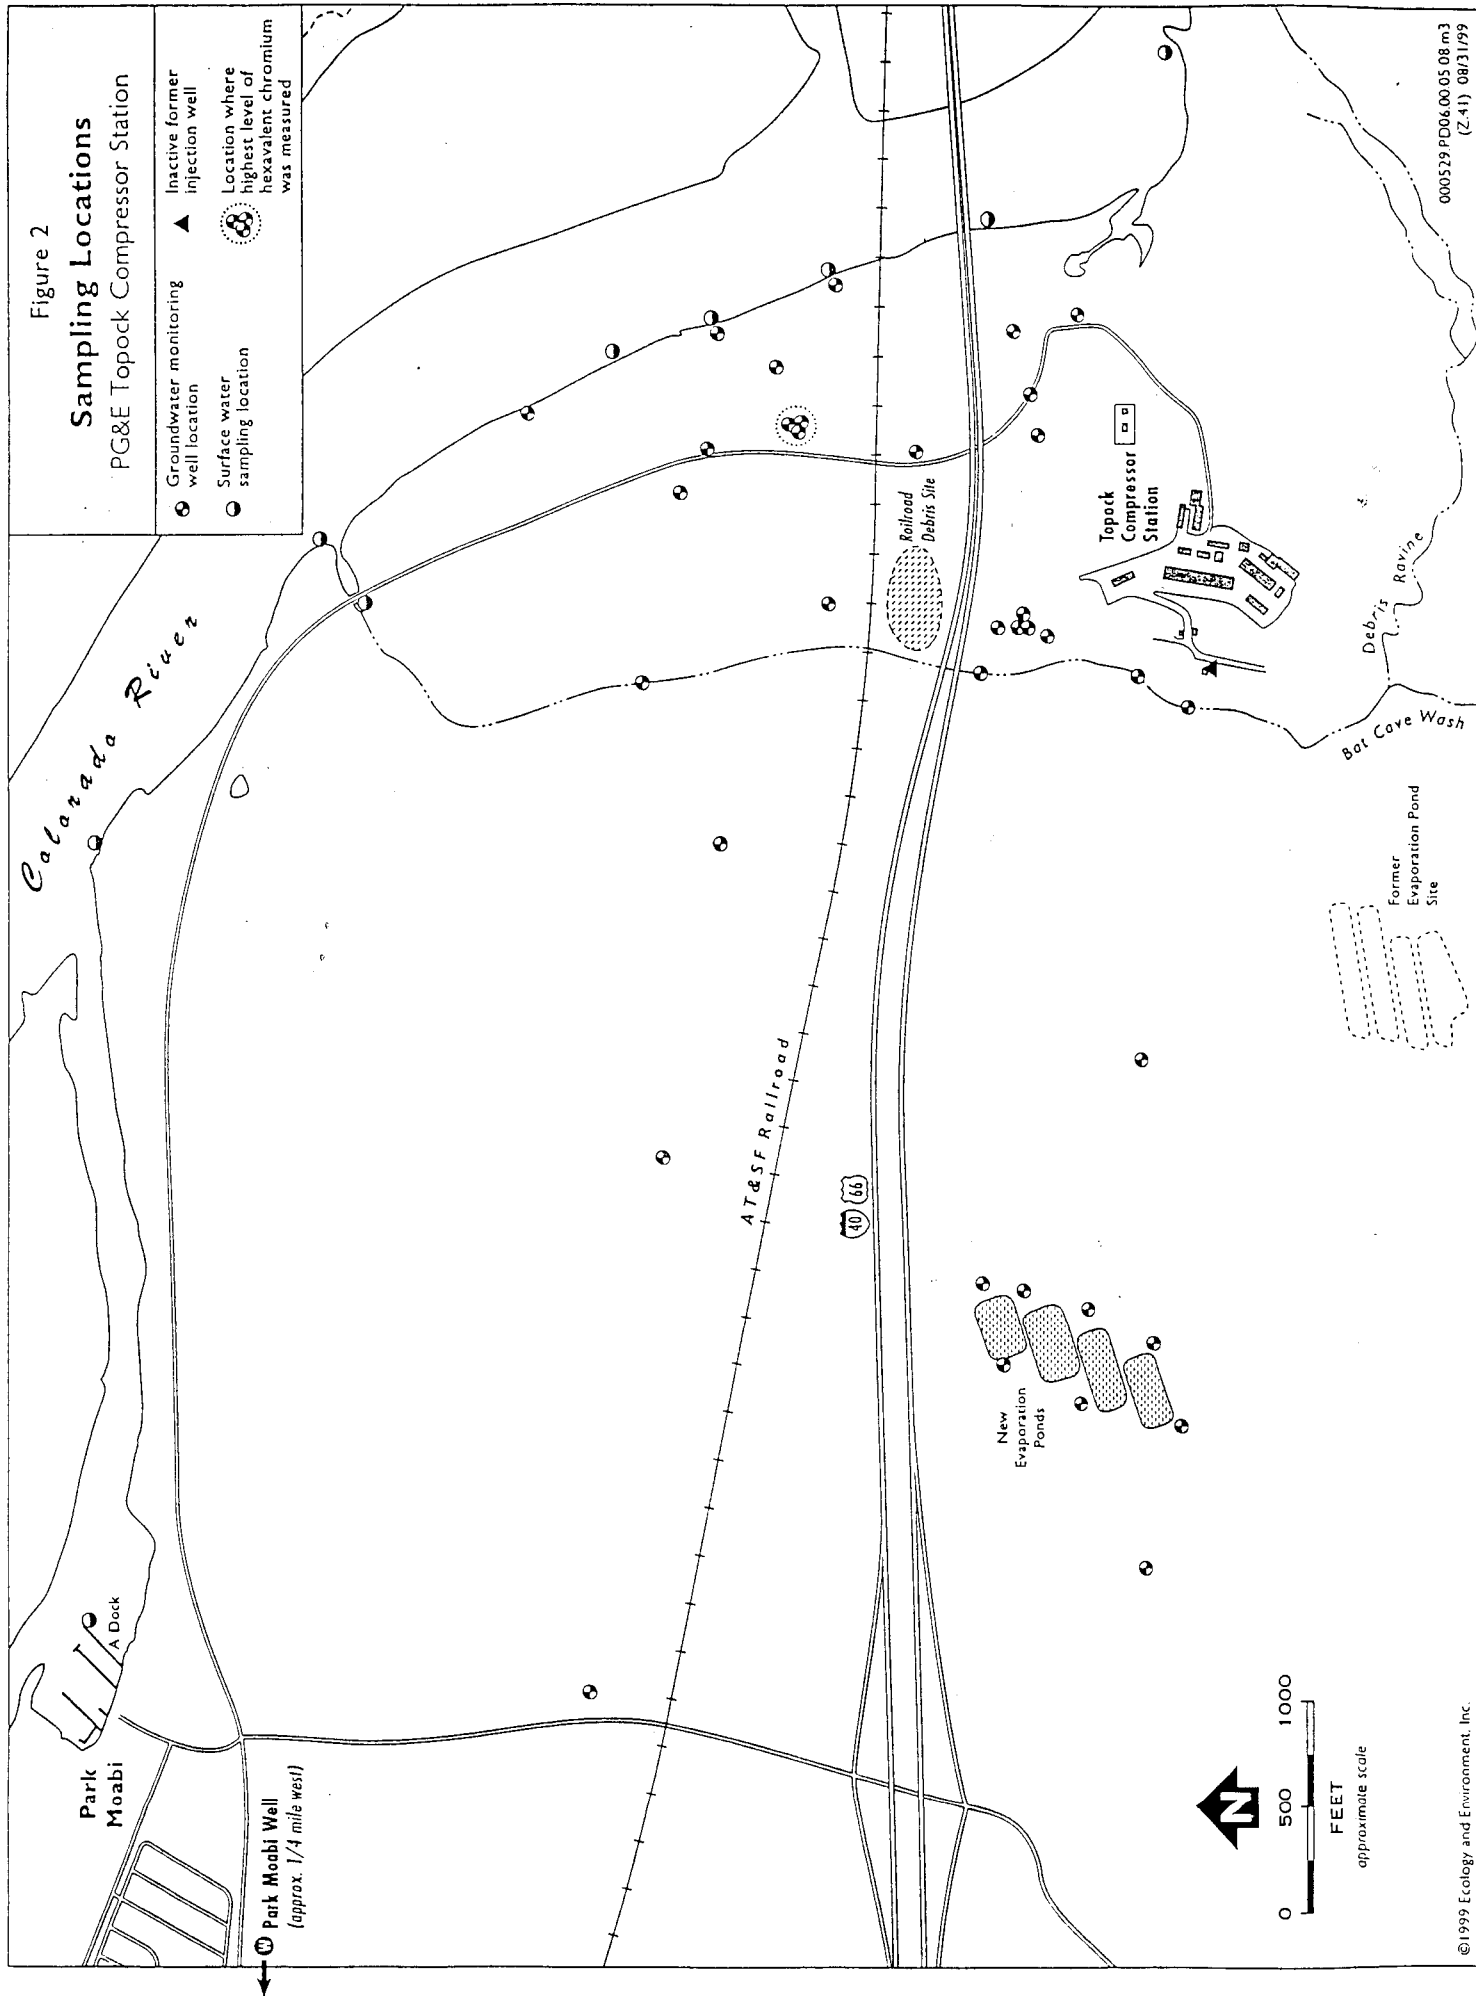 Figure 2
Sampling Locations
PG&E Topock Compressor Station
Groundwater monitoring
well location
Surface water
sampling location
Inactive former
injection well
Location where
highest level of
hexavalent chromium
was measured
Colorado River
Park
Moabi
A Dock
Park Moabi Well
(approx. 1/4 mile west)
AT&SF Railroad
40
66
Railroad
Debris Site
Topock
Compressor
Station
Debris Ravine
Bat Cave Wash
Former
Evaporation Pond
Site
New
Evaporation
Ponds
N
0 500 1000
FEET
approximate scale
©1999 Ecology and Environment, Inc.
000529.PD06.00.05 08 m3
(Z.41) 08/31/99